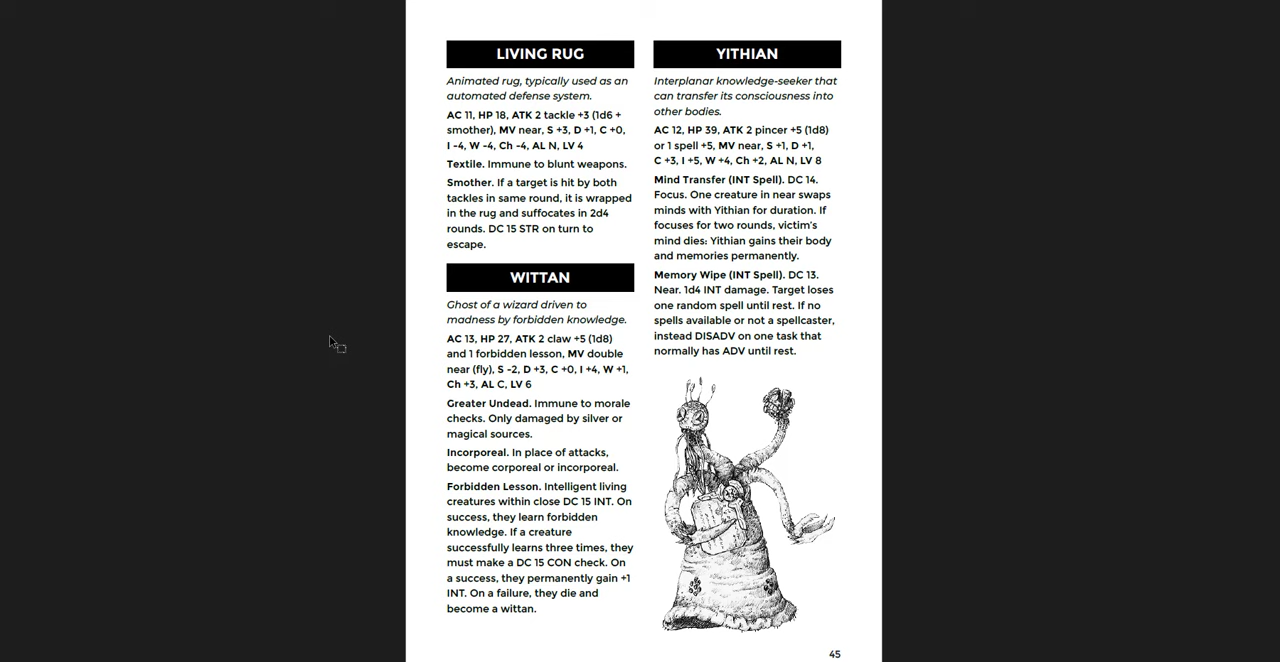 LIVING RUG
Animated rug, typically used as an
automated defense system.
AC 11, HP 18, ATK 2 tackle +3 (1d6 +
smother), MV near, S +3, D +1, C +0,
I -4, W -4, Ch -4, AL N, LV 4
Textile. Immune to blunt weapons.
Smother. If a target is hit by both
tackles in same round, it is wrapped
in the rug and suffocates in 2d4
rounds. DC 15 STR on turn to
escape.
WITTAN
Ghost of a wizard driven to
madness by forbidden knowledge.
AC 13, HP 27, ATK 2 claw +5 (1d8)
and 1 forbidden lesson, MV double
near (fly), S -2, D +3, C +0, I +4, W +1,
Ch +3, AL C, LV 6
Greater Undead. Immune to morale
checks. Only damaged by silver or
magical sources.
Incorporeal. In place of attacks,
become corporeal or incorporeal.
Forbidden Lesson. Intelligent living
creatures within close DC 15 INT. On
success, they learn forbidden
knowledge. If a creature
successfully learns three times, they
must make a DC 15 CON check. On
a success, they permanently gain +1
INT. On a failure, they die and
become a wittan.
YITHIAN
Interplanar knowledge-seeker that
can transfer its consciousness into
other bodies.
AC 12, HP 39, ATK 2 pincer +5 (1d8)
or 1 spell +5, MV near, S +1, D +1,
C +3, I +5, W +4, Ch +2, AL N, LV 8
Mind Transfer (INT Spell). DC 14.
Focus. One creature in near swaps
minds with Yithian for duration. If
focuses for two rounds, victim's
mind dies: Yithian gains their body
and memories permanently.
Memory Wipe (INT Spell). DC 13.
Near. 1d4 INT damage. Target loses
one random spell until rest. If no
spells available or not a spellcaster,
instead DISADV on one task that
normally has ADV until rest.
45